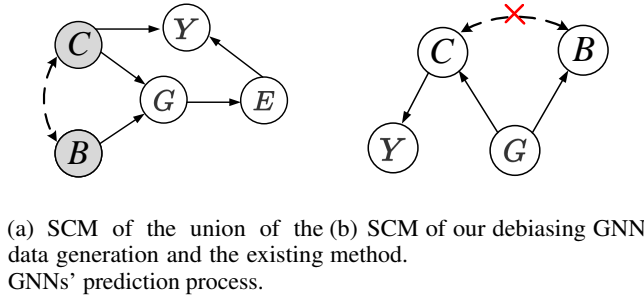 C
Y
G
E
B
C
B
Y
G
(a) SCM of the union of the
data generation and the existing
GNNs' prediction process.
(b) SCM of our debiasing GNN
method.